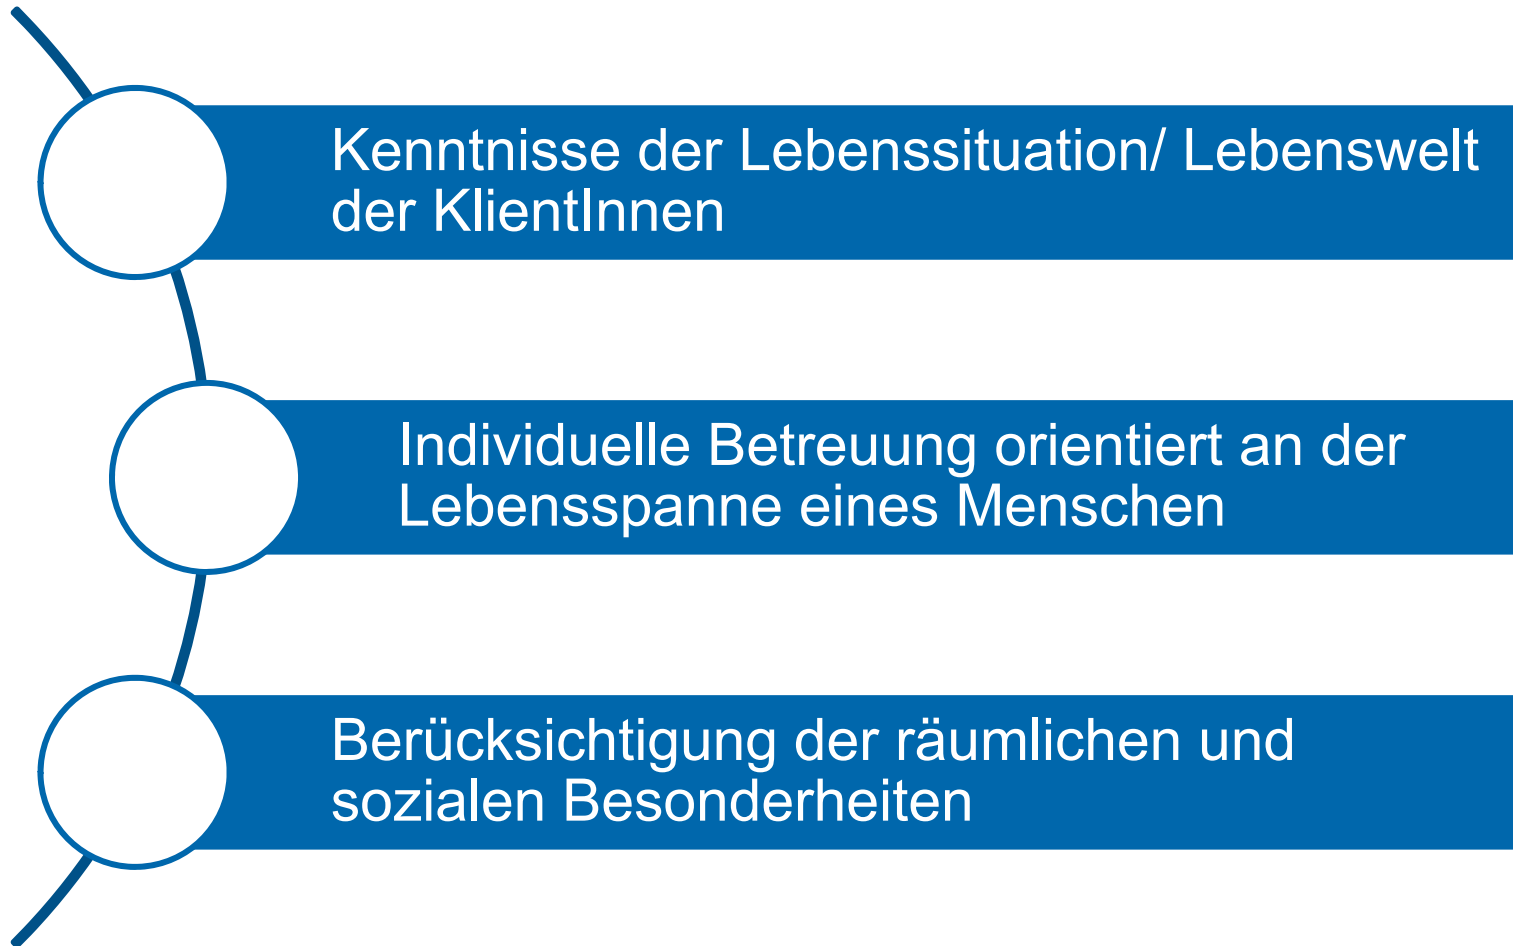 Kenntnisse der Lebenssituation/ Lebenswelt
der KlientInnen
Individuelle Betreuung orientiert an der
Lebensspanne eines Menschen
Berücksichtigung der räumlichen und
sozialen Besonderheiten